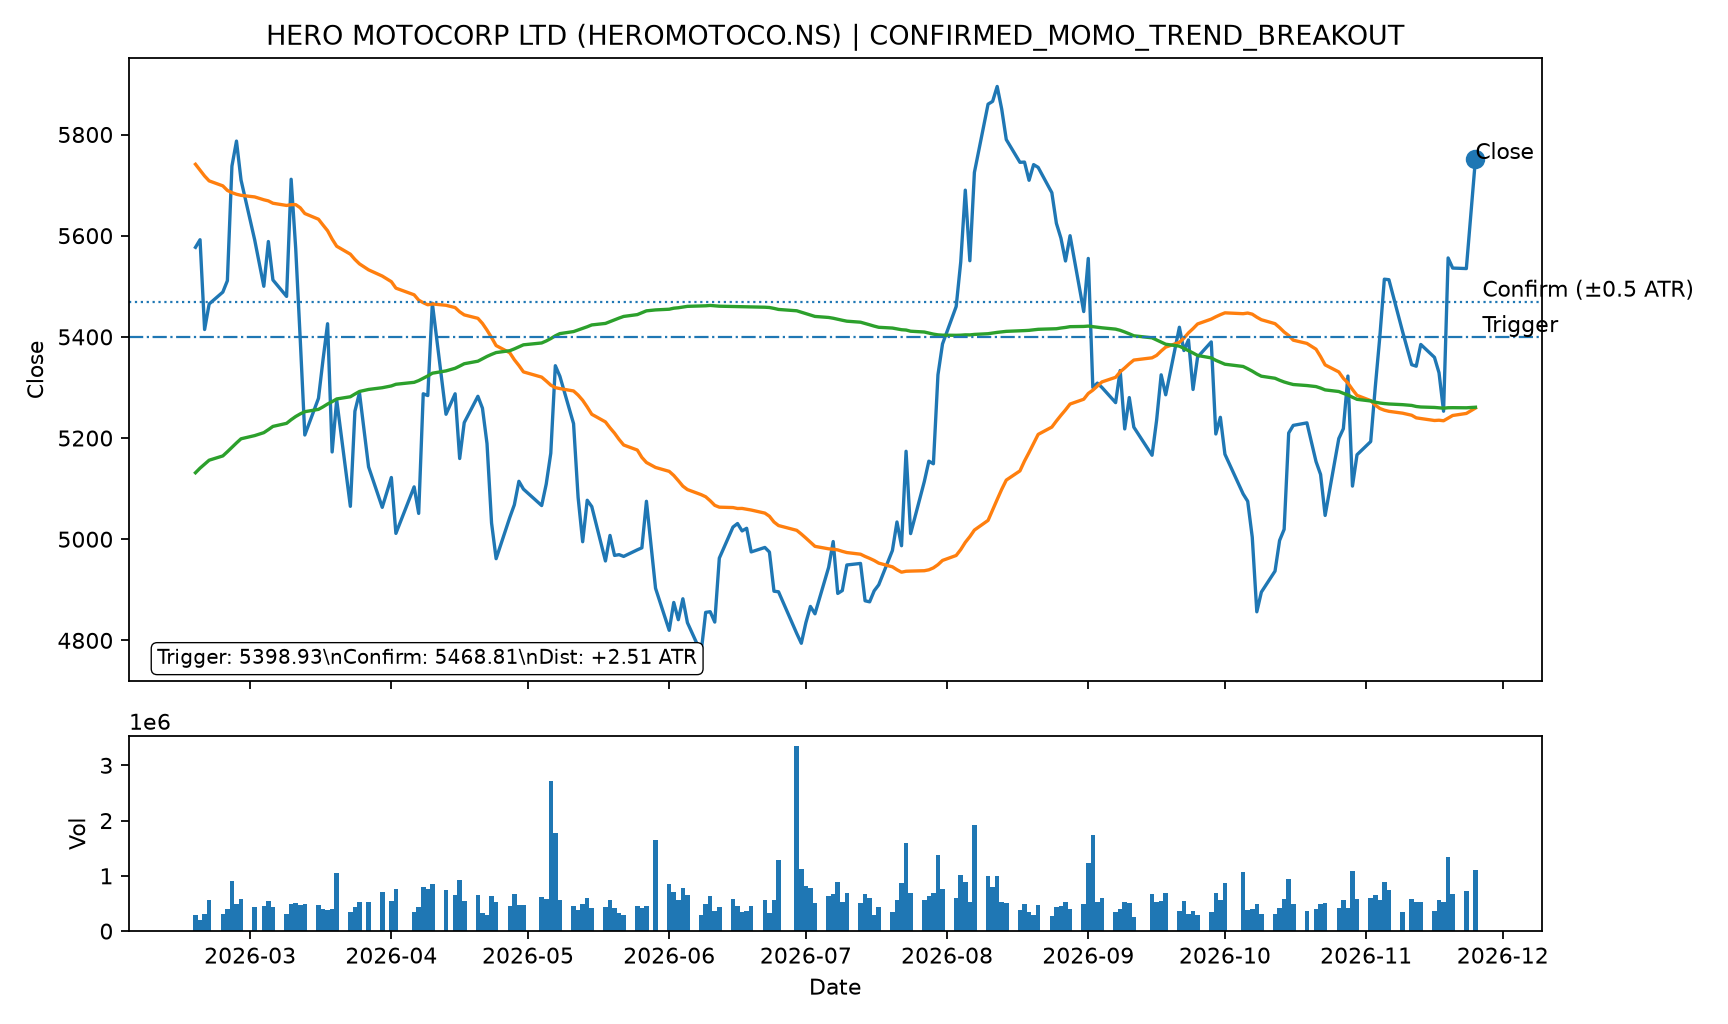 HERO MOTOCORP LTD (HEROMOTOCO.NS) | CONFIRMED_MOMO_TREND_BREAKOUT
Close
5800
5600
5400
5200
5000
4800
Close
Confirm (±0.5 ATR)
Trigger
Trigger: 5398.93\nConfirm: 5468.81\nDist: +2.51 ATR
1e6
Vol
3
2
1
0
2026-03 2026-04 2026-05 2026-06 2026-07 2026-08 2026-09 2026-10 2026-11 2026-12
Date